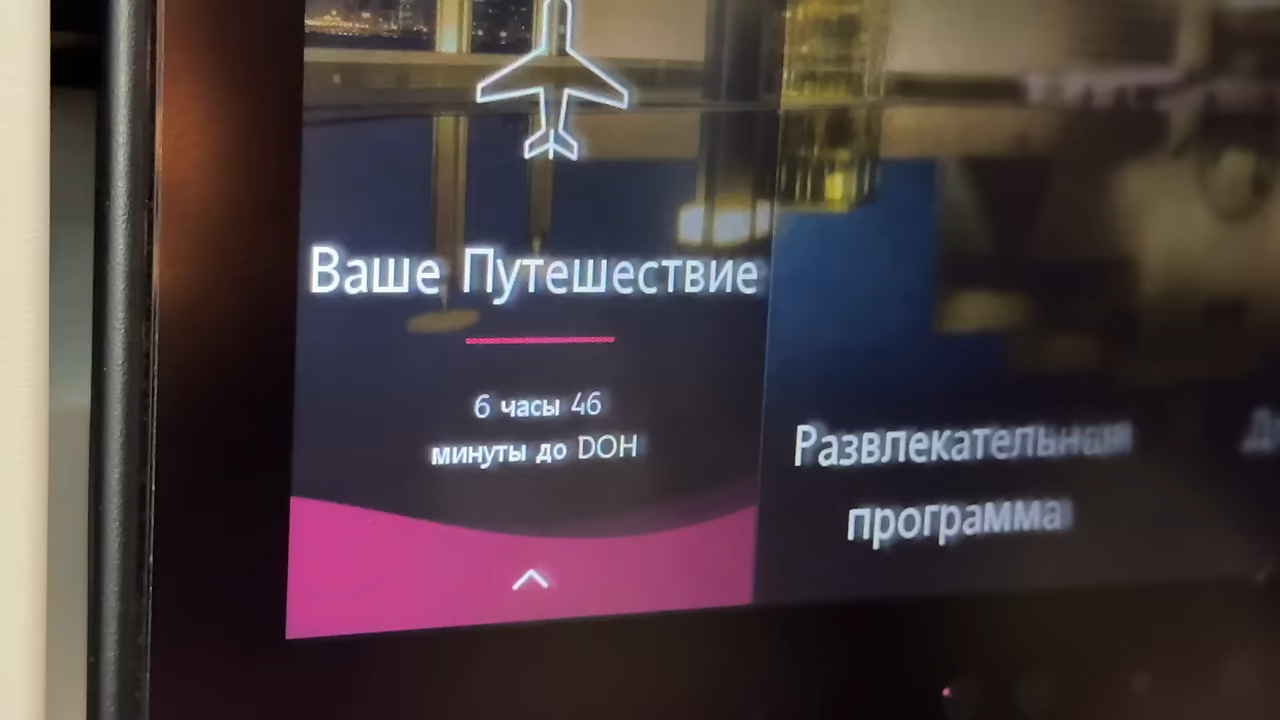 Ваше Путешествие
6 часы 46
минуты до DOH
Развлекательная
программа